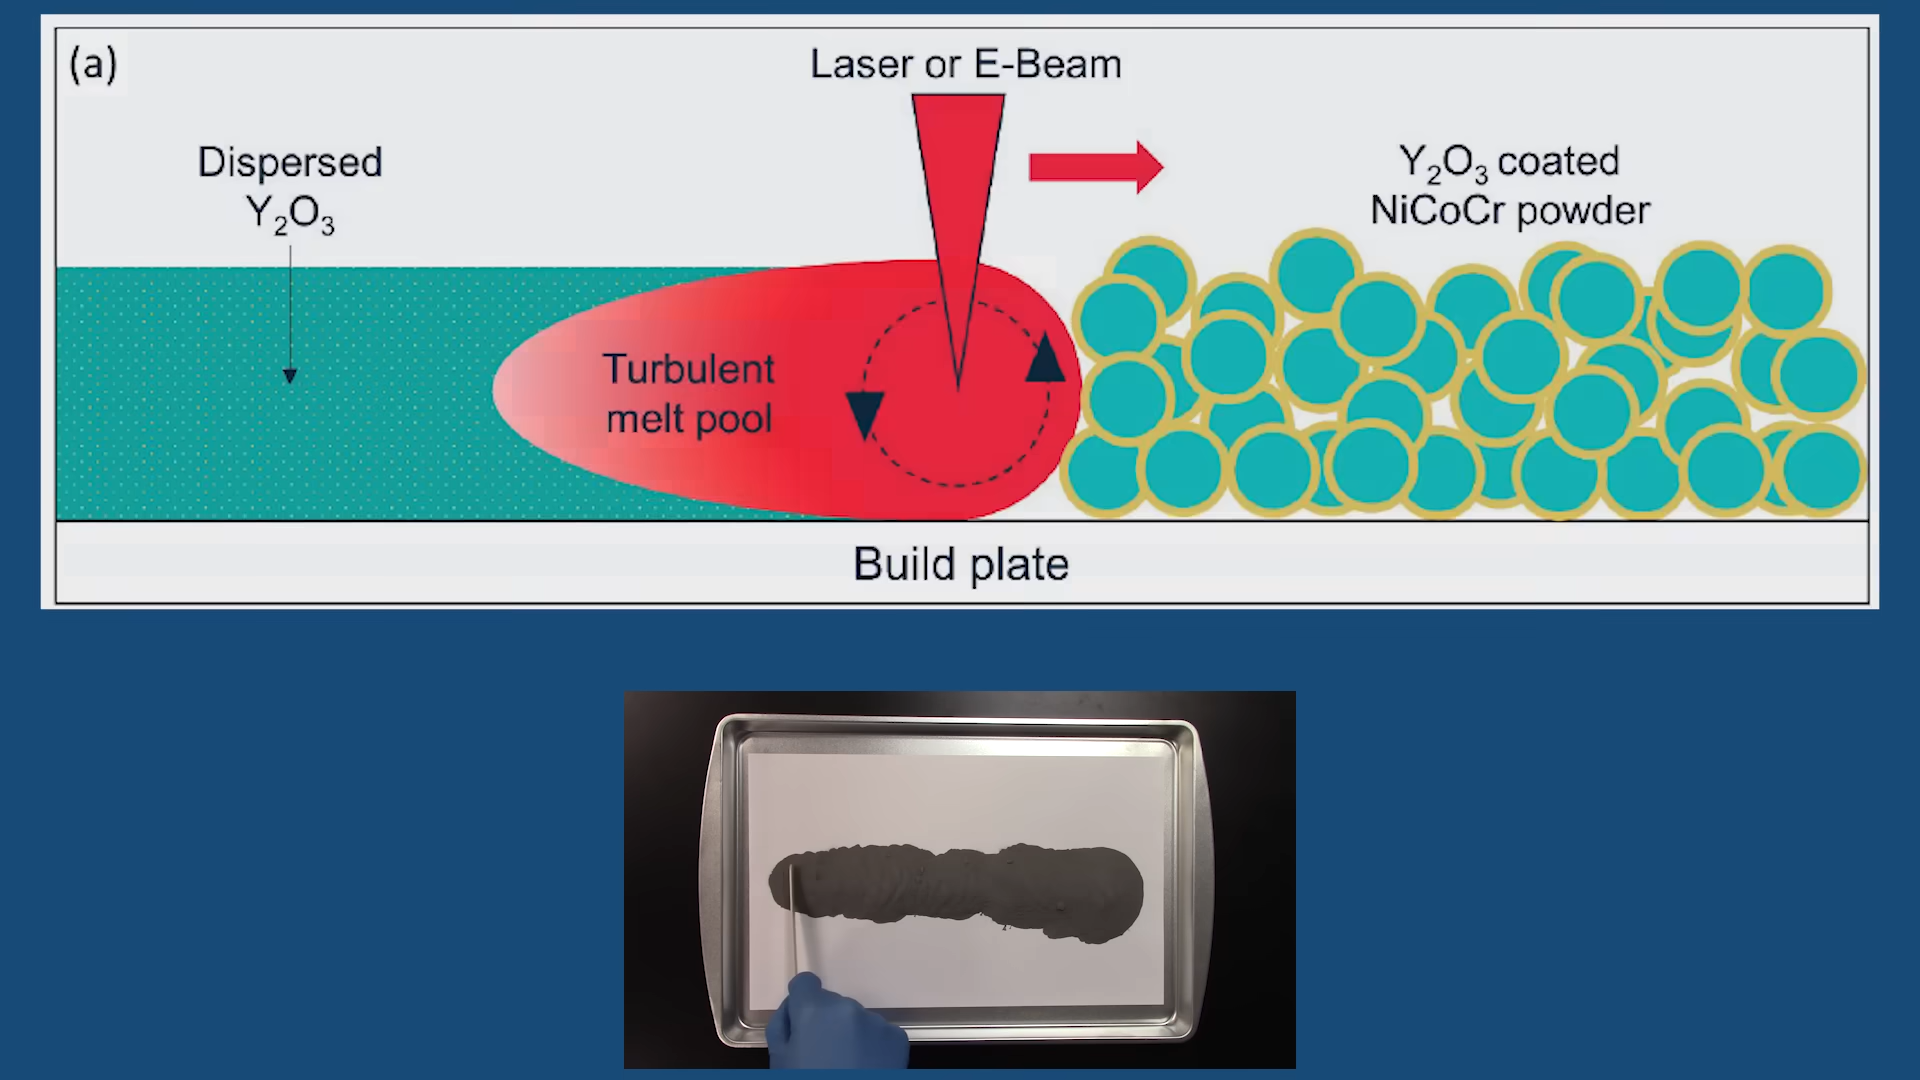 (a)
Laser or E-Beam
Dispersed
Y₂O₃
Y₂O₃ coated
NiCoCr powder
Turbulent
melt pool
Build plate